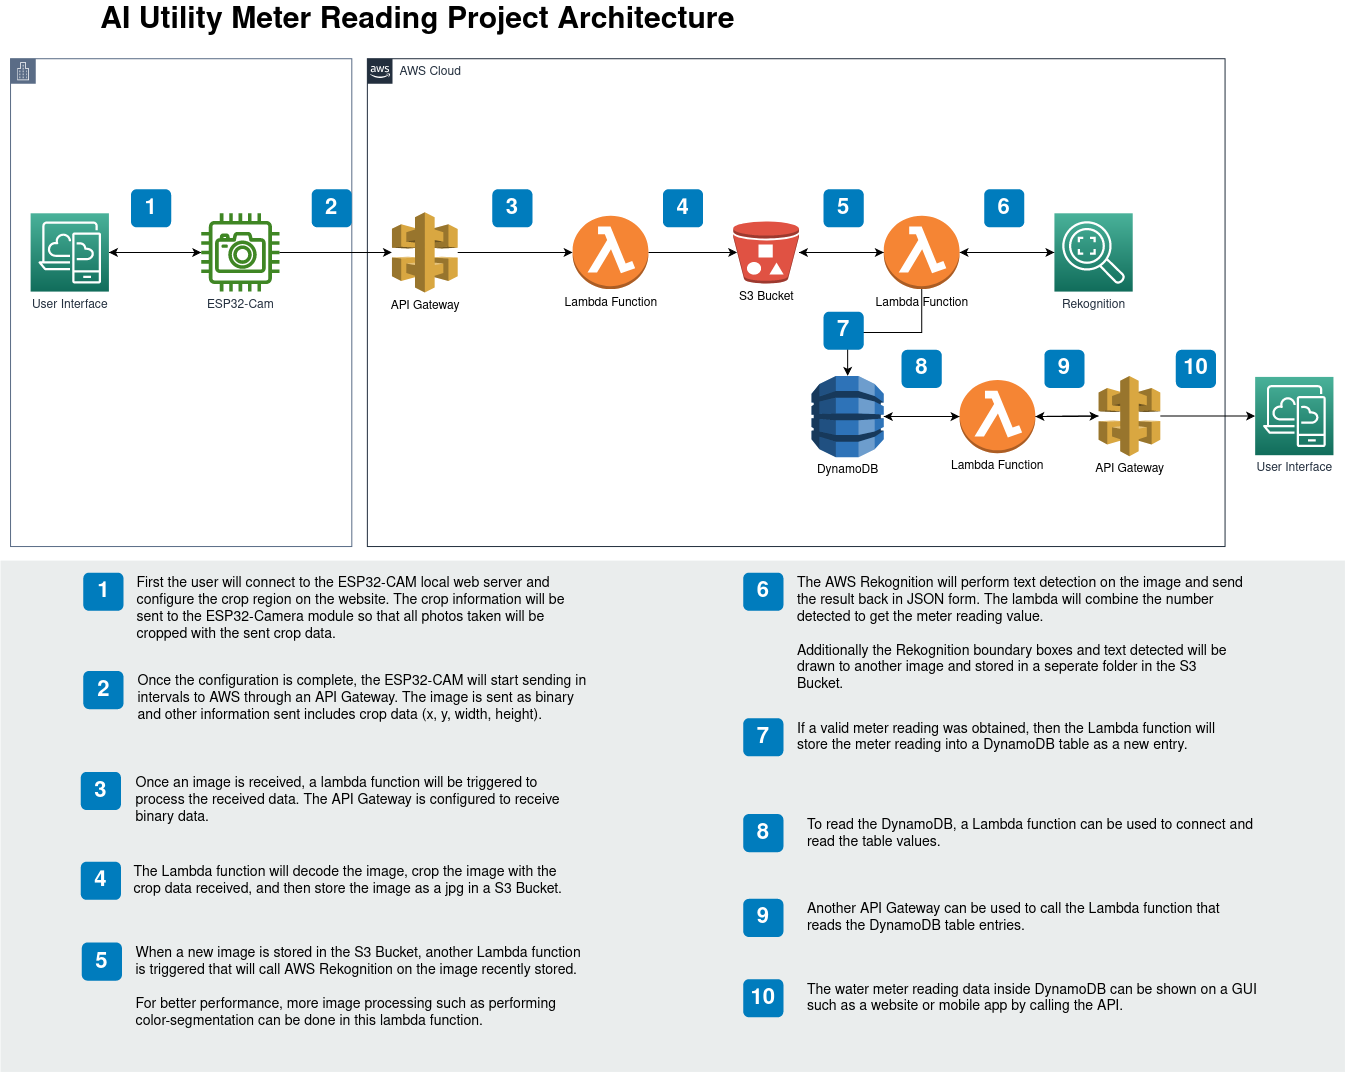 AI Utility Meter Reading Project Architecture
aws AWS Cloud
1 2 3 4 5 6
User Interface ESP32-Cam API Gateway Lambda Function S3 Bucket Lambda Function Rekognition
7 8 9 10
DynamoDB Lambda Function API Gateway User Interface
1
First the user will connect to the ESP32-CAM local web server and
configure the crop region on the website. The crop information will be
sent to the ESP32-Camera module so that all photos taken will be
cropped with the sent crop data.
2
Once the configuration is complete, the ESP32-CAM will start sending in
intervals to AWS through an API Gateway. The image is sent as binary
and other information sent includes crop data (x, y, width, height).
3
Once an image is received, a lambda function will be triggered to
process the received data. The API Gateway is configured to receive
binary data.
4
The Lambda function will decode the image, crop the image with the
crop data received, and then store the image as a jpg in a S3 Bucket.
5
When a new image is stored in the S3 Bucket, another Lambda function
is triggered that will call AWS Rekognition on the image recently stored.
For better performance, more image processing such as performing
color-segmentation can be done in this lambda function.
6
The AWS Rekognition will perform text detection on the image and send
the result back in JSON form. The lambda will combine the number
detected to get the meter reading value.
Additionally the Rekognition boundary boxes and text detected will be
drawn to another image and stored in a seperate folder in the S3
Bucket.
7
If a valid meter reading was obtained, then the Lambda function will
store the meter reading into a DynamoDB table as a new entry.
8
To read the DynamoDB, a Lambda function can be used to connect and
read the table values.
9
Another API Gateway can be used to call the Lambda function that
reads the DynamoDB table entries.
10
The water meter reading data inside DynamoDB can be shown on a GUI
such as a website or mobile app by calling the API.